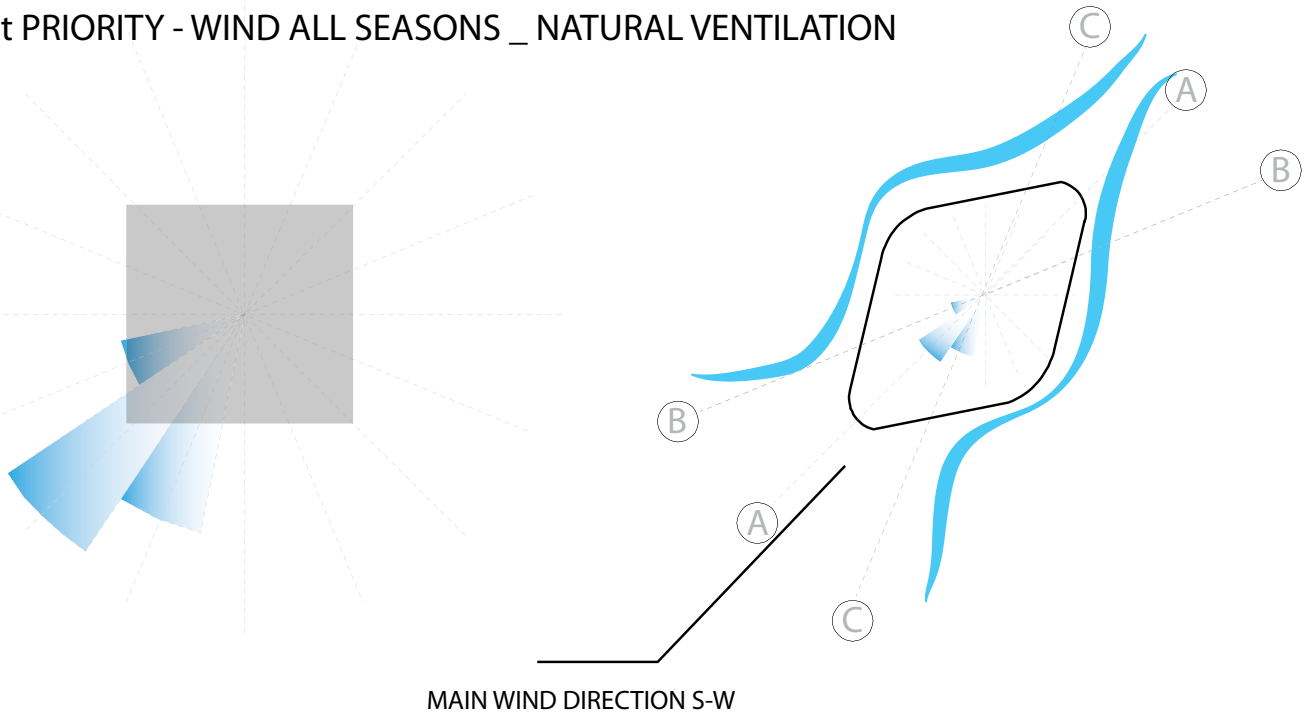 t PRIORITY - WIND ALL SEASONS _ NATURAL VENTILATION
C
A
B
B
A
C
MAIN WIND DIRECTION S-W